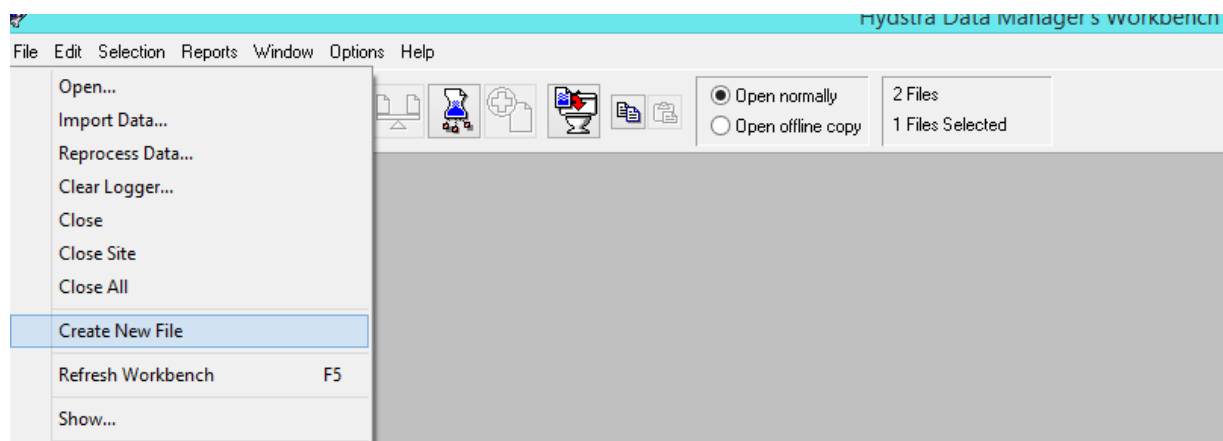 Hydstra Data Manager's Workbench
File Edit Selection Reports Window Options Help
Open...
Import Data...
Reprocess Data...
Clear Logger...
Close
Close Site
Close All
Create New File
Refresh Workbench F5
Show...
Open normally
Open offline copy
2 Files
1 Files Selected